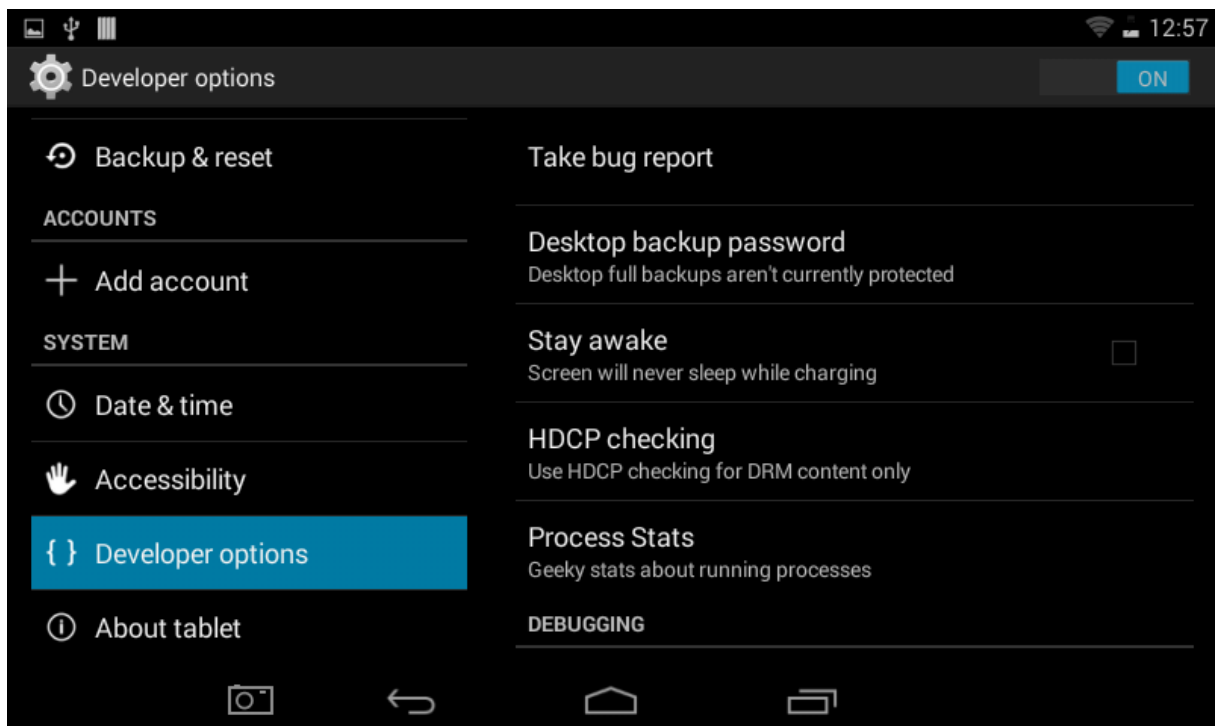 12:57
Developer options
ON
Backup & reset
ACCOUNTS
Add account
SYSTEM
Date & time
Accessibility
{ } Developer options
About tablet
Take bug report
Desktop backup password
Desktop full backups aren't currently protected
Stay awake
Screen will never sleep while charging
HDCP checking
Use HDCP checking for DRM content only
Process Stats
Geeky stats about running processes
DEBUGGING